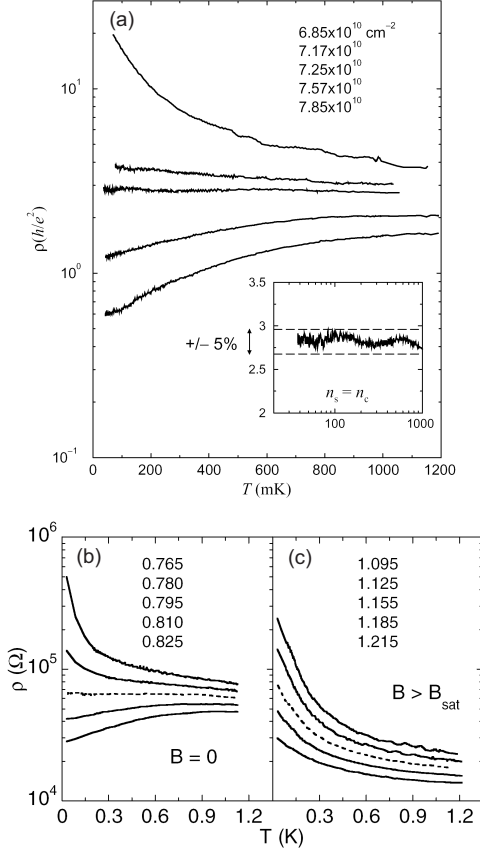 (a)
6.85x10^10 cm^−2
7.17x10^10
7.25x10^10
7.57x10^10
7.85x10^10
10^1
10^0
10^−1
ρ(h/e^2)
0 200 400 600 800 1000 1200
T (mK)
3.5
3
2.5
2
+/− 5%
n_s = n_c
100 1000
(b)
0.765
0.780
0.795
0.810
0.825
B = 0
(c)
1.095
1.125
1.155
1.185
1.215
B > B_sat
10^6
10^5
10^4
ρ (Ω)
0 0.3 0.6 0.9 1.2 0.3 0.6 0.9 1.2
T (K)